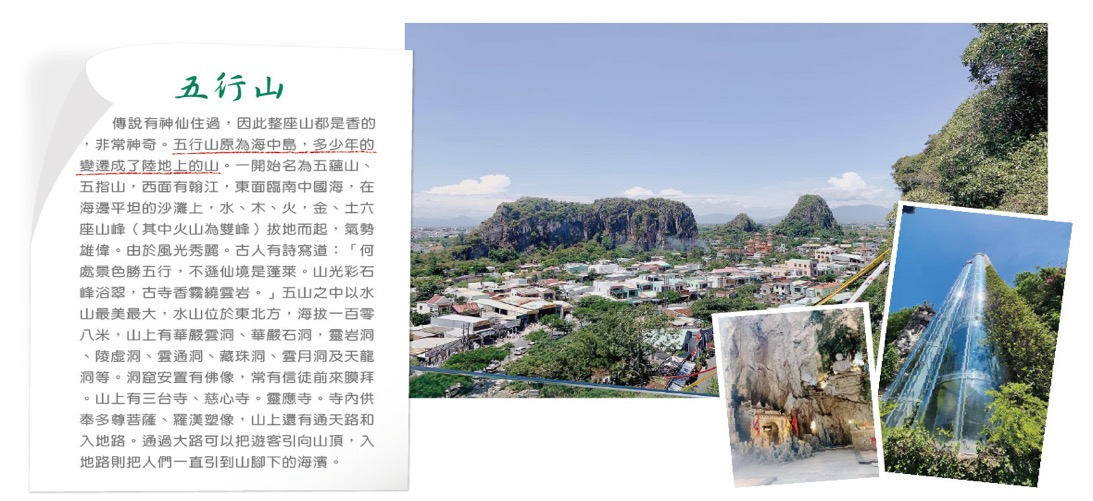 五行山
傳說有神仙住過，因此整座山都是香的
，非常神奇。五行山原為海中島，多少年的
變遷成了陸地上的山。一開始名為五蘊山、
五指山，西面有翰江，東面臨南中國海，在
海邊平坦的沙灘上，水、木、火，金、土六
座山峰（其中火山為雙峰）拔地而起，氣勢
雄偉。由於風光秀麗。古人有詩寫道：「何
處景色勝五行，不遜仙境是蓬萊。山光彩石
峰浴翠，古寺香霧繞雲岩。」五山之中以水
山最美最大，水山位於東北方，海拔一百零
八米，山上有華嚴雲洞、華嚴石洞，靈岩洞
、陵虛洞、雲通洞、藏珠洞、雲月洞及天龍
洞等。洞窟安置有佛像，常有信徒前來膜拜
。山上有三台寺、慈心寺。靈應寺。寺內供
奉多尊菩薩、羅漢塑像，山上還有通天路和
入地路。通過大路可以把遊客引向山頂，入
地路則把人們一直引到山腳下的海濱。